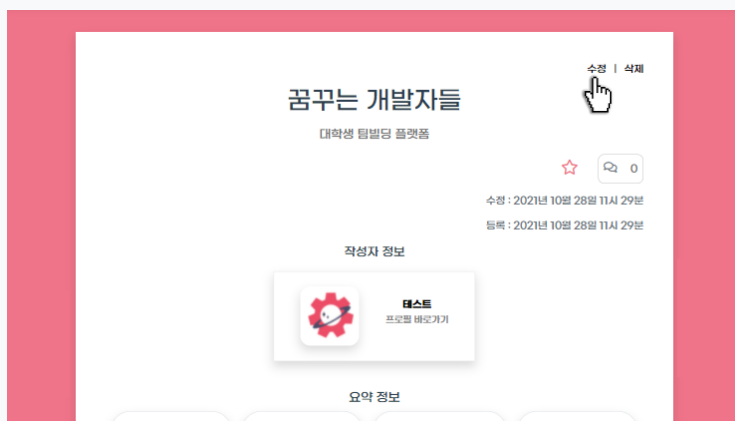 수정 | 삭제
꿈꾸는 개발자들
대학생 팀빌딩 플랫폼
0
수정 : 2021년 10월 28일 11시 29분
등록 : 2021년 10월 28일 11시 29분
작성자 정보
테스트
프로필 바로가기
요약 정보